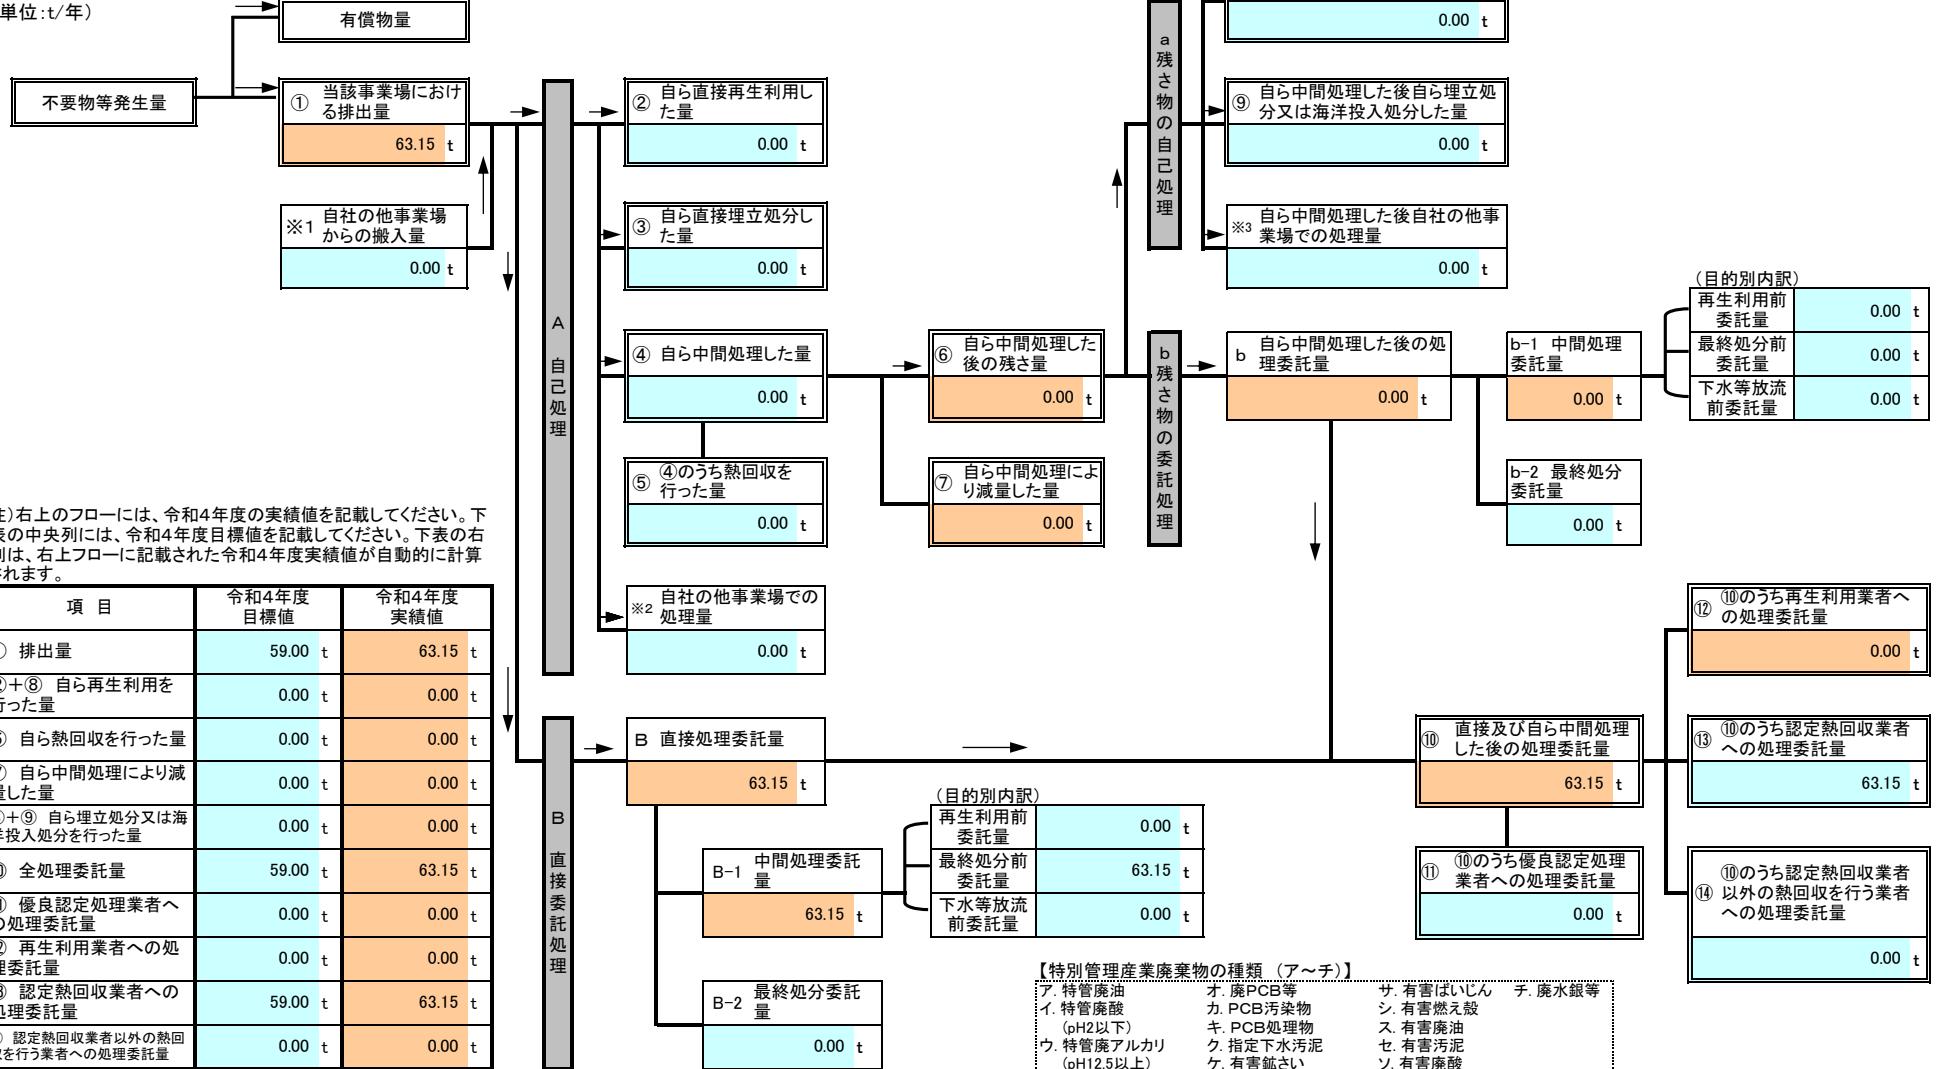 単位:t/年)
有償物量
不要物等発生量
① 当該事業場におけ
る排出量
63.15 t
※1 自社の他事業場
からの搬入量
0.00 t
A 自己処理
② 自ら直接再生利用し
た量
0.00 t
③ 自ら直接埋立処分し
た量
0.00 t
④ 自ら中間処理した量
0.00 t
⑤ ④のうち熱回収を
行った量
0.00 t
※2 自社の他事業場での
処理量
0.00 t
⑥ 自ら中間処理した
後の残さ量
0.00 t
⑦ 自ら中間処理によ
り減量した量
0.00 t
a 残さ物の自己処理
0.00 t
⑨ 自ら中間処理した後自ら埋立処
分又は海洋投入処分した量
0.00 t
※3 自ら中間処理した後自社の他事
業場での処理量
0.00 t
b 残さ物の委託処理
b 自ら中間処理した後の処
理委託量
0.00 t
b-1 中間処理
委託量
0.00 t
b-2 最終処分
委託量
0.00 t
(目的別内訳)
再生利用前
委託量 0.00 t
最終処分前
委託量 0.00 t
下水等放流
前委託量 0.00 t
注)右上のフローには、令和4年度の実績値を記載してください。下
表の中央列には、令和4年度目標値を記載してください。下表の右
列は、右上フローに記載された令和4年度実績値が自動的に計算
されます。
項 目 令和4年度
目標値 令和4年度
実績値
排出量 59.00 t 63.15 t
②+⑧ 自ら再生利用を
行った量 0.00 t 0.00 t
自ら熱回収を行った量 0.00 t 0.00 t
自ら中間処理により減
量した量 0.00 t 0.00 t
+⑨ 自ら埋立処分又は海
洋投入処分を行った量 0.00 t 0.00 t
全処理委託量 59.00 t 63.15 t
優良認定処理業者へ
の処理委託量 0.00 t 0.00 t
再生利用業者への処
理委託量 0.00 t 0.00 t
認定熱回収業者への
処理委託量 59.00 t 63.15 t
認定熱回収業者以外の熱回
収を行う業者への処理委託量 0.00 t 0.00 t
B 直接委託処理
B 直接処理委託量
63.15 t
B-1 中間処理委託
量
63.15 t
B-2 最終処分委託
量
0.00 t
(目的別内訳)
再生利用前
委託量 0.00 t
最終処分前
委託量 63.15 t
下水等放流
前委託量 0.00 t
⑩ 直接及び自ら中間処理
した後の処理委託量
63.15 t
⑪ ⑩のうち優良認定処理
業者への処理委託量
0.00 t
⑫ ⑩のうち再生利用業者へ
の処理委託量
0.00 t
⑬ ⑩のうち認定熱回収業者
への処理委託量
63.15 t
⑭ ⑩のうち認定熱回収業者
以外の熱回収を行う業者
への処理委託量
0.00 t
【特別管理産業廃棄物の種類 (ア～チ)】
ア. 特管廃油 オ. 廃PCB等 サ. 有害ばいじん チ. 廃水銀等
イ. 特管廃酸 カ. PCB汚染物 シ. 有害燃え殻
(pH2以下) キ. PCB処理物 ス. 有害廃油
ウ. 特管廃アルカリ ク. 指定下水汚泥 セ. 有害汚泥
(pH12.5以上) ケ. 有害鉱さい ソ. 有害廃酸